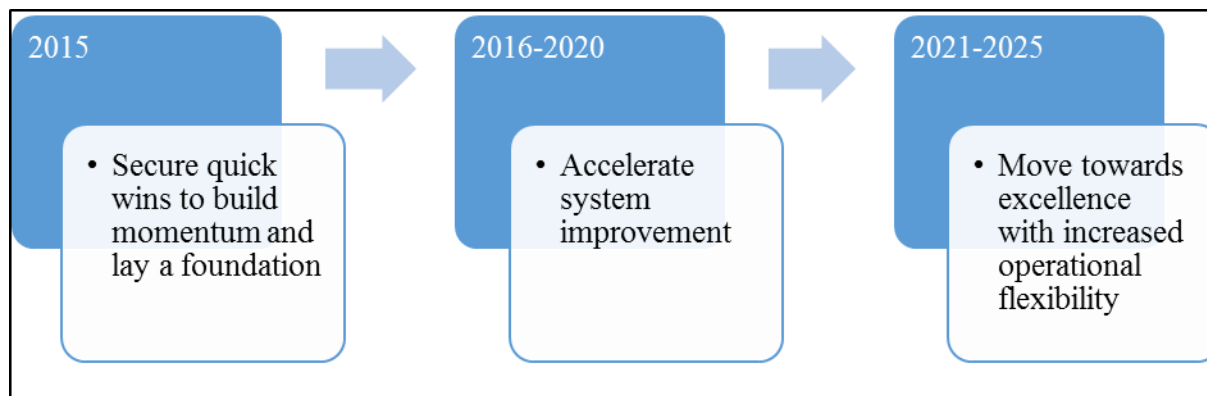 2015
• Secure quick
wins to build
momentum and
lay a foundation
2016-2020
• Accelerate
system
improvement
2021-2025
• Move towards
excellence
with increased
operational
flexibility